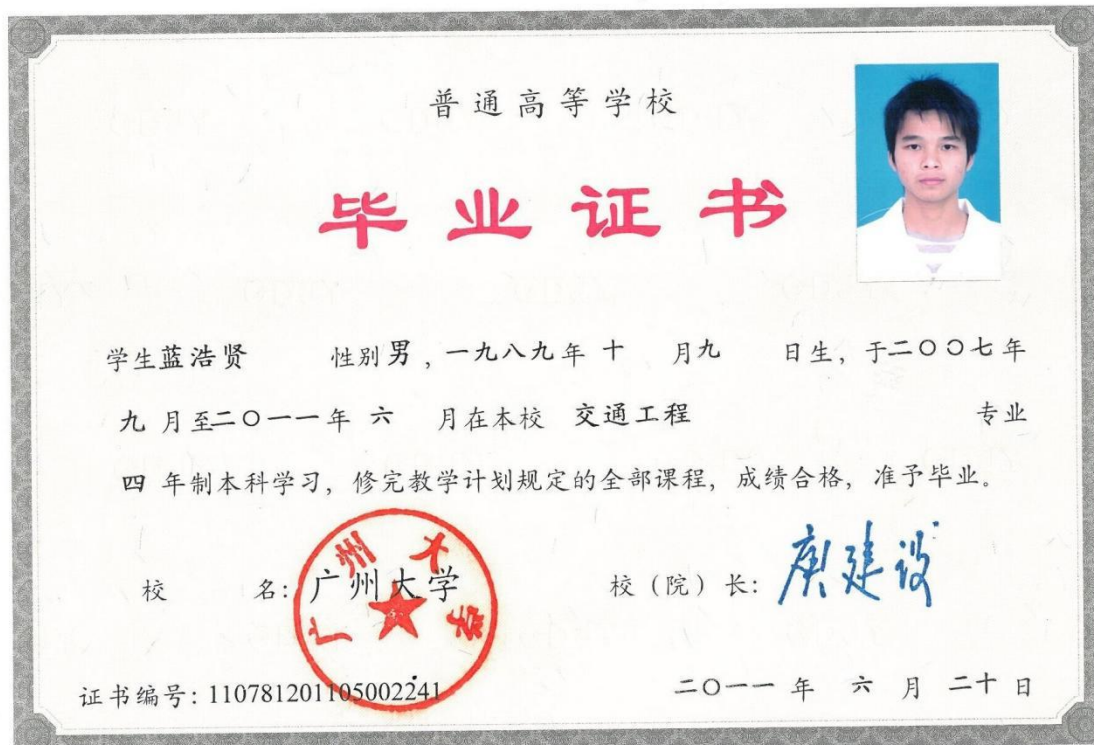 普通高等学校
毕业证书
学生蓝浩贤 性别男，一九八九年十 月九 日生，于二〇〇七年
九月至二〇一一年六 月在本校 交通工程 专业
四年制本科学习，修完教学计划规定的全部课程，成绩合格，准予毕业。
校 名：广州大学
广州大学
校（院）长：庾建设
证书编号：110781201105002241
二〇一一年 六 月 二十 日